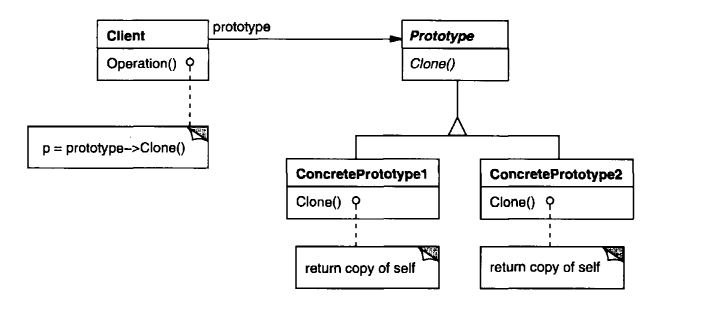 prototype
Client
Prototype
Operation()
Clone()
p = prototype->Clone()
ConcretePrototype1
ConcretePrototype2
Clone()
Clone()
return copy of self
return copy of self